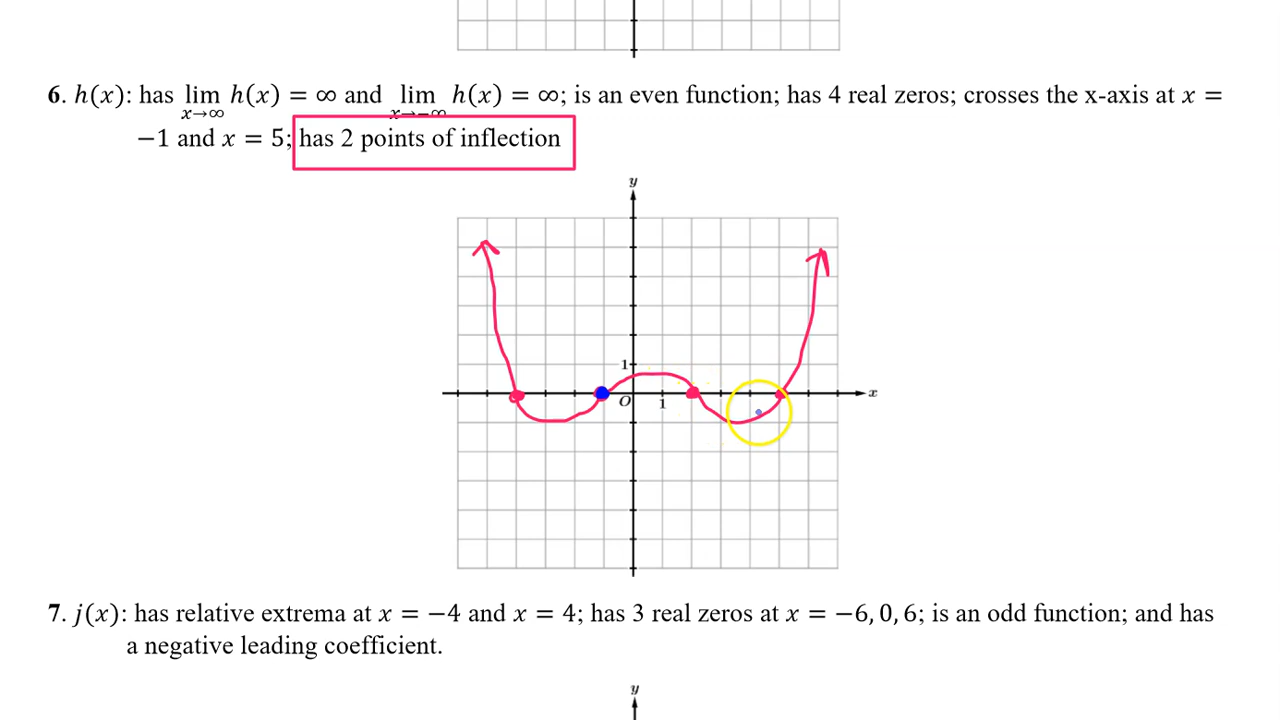 6. h(x): has lim h(x) = ∞ and lim h(x) = ∞; is an even function; has 4 real zeros; crosses the x-axis at x =
x→∞ x→−∞
−1 and x = 5; has 2 points of inflection
y
1
O 1 x
7. j(x): has relative extrema at x = −4 and x = 4; has 3 real zeros at x = −6, 0, 6; is an odd function; and has
a negative leading coefficient.
y